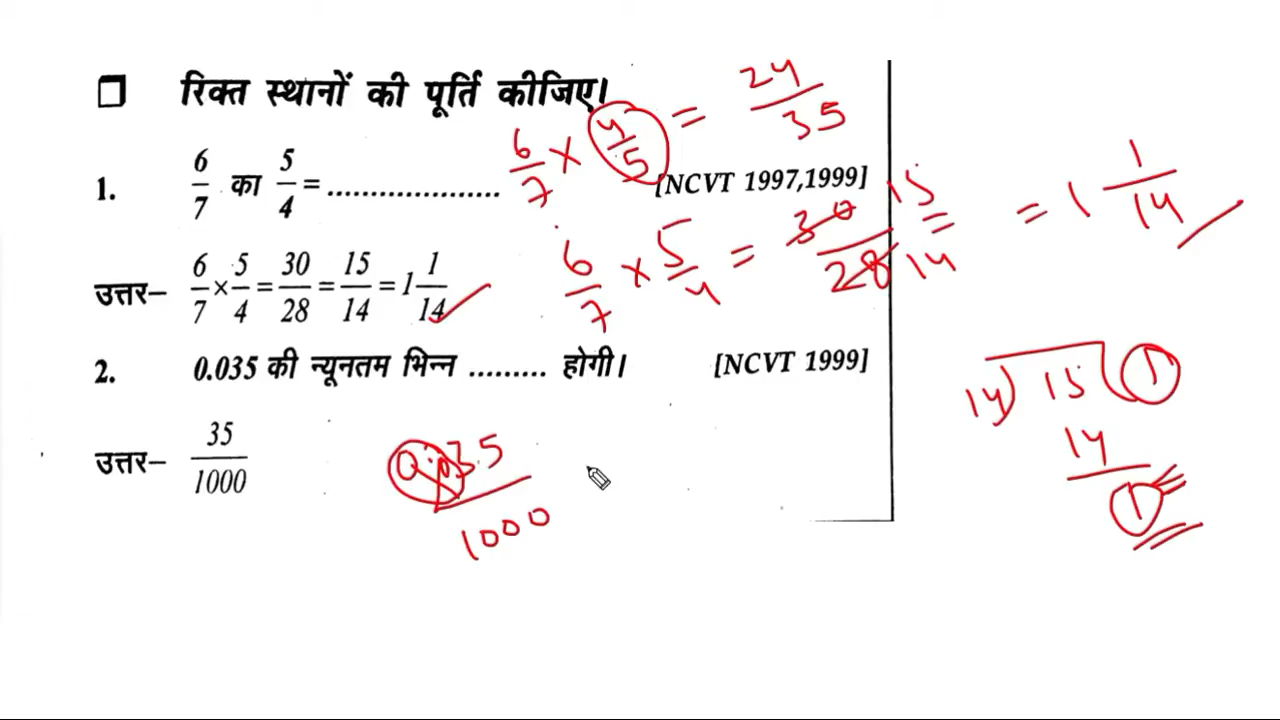 ❑ रिक्त स्थानों की पूर्ति कीजिए।
1. 6/7 का 5/4 = ................... [NCVT 1997,1999]
उत्तर– 6/7 × 5/4 = 30/28 = 15/14 = 1 1/14
2. 0.035 की न्यूनतम भिन्न ......... होगी। [NCVT 1999]
उत्तर– 35/1000
6/7 × 4/5 = 24/35
6/7 × 5/4 = 30/28 15/14 = = 1 1/14
14) 15 (1
14
1
0.035/1000